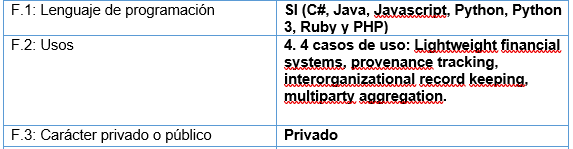 F.1: Lenguaje de programación
SI (C#, Java, Javascript, Python, Python
3, Ruby y PHP)
F.2: Usos
4. 4 casos de uso: Lightweight financial
systems, provenance tracking,
interorganizational record keeping,
multiparty aggregation.
F.3: Carácter privado o público
Privado